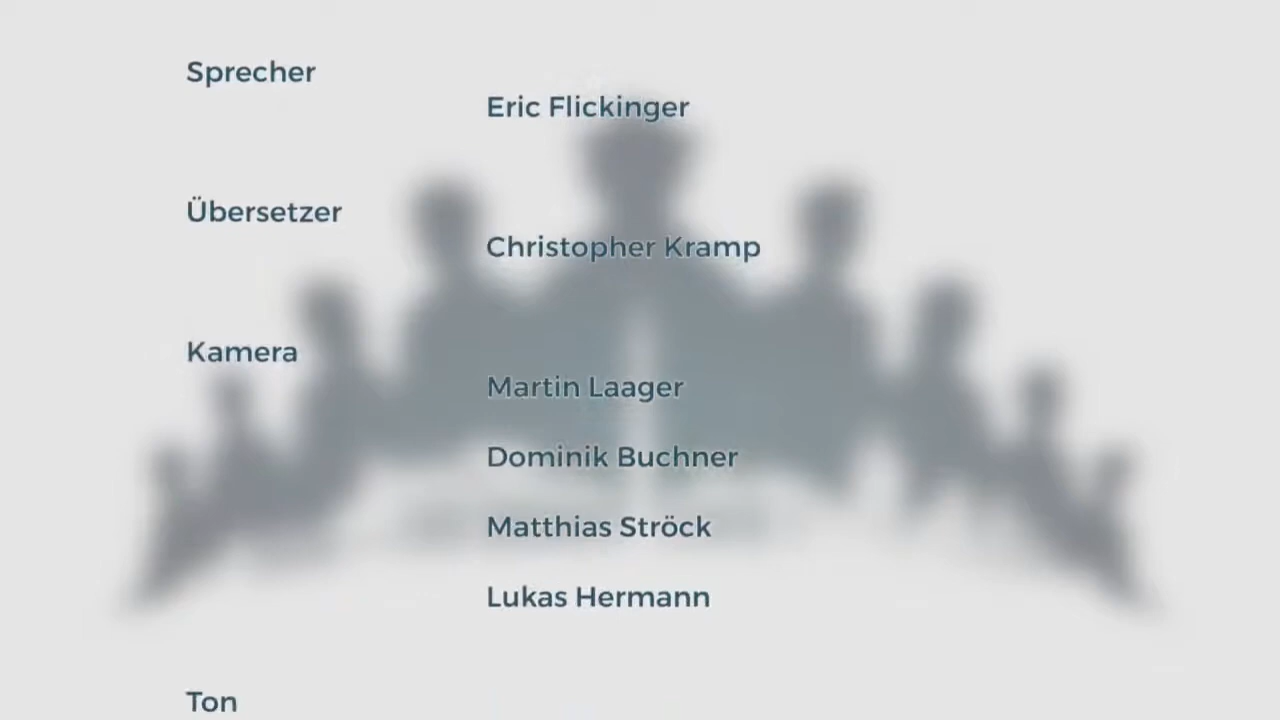 Sprecher
Eric Flickinger
Übersetzer
Christopher Kramp
Kamera
Martin Laager
Dominik Buchner
Matthias Ströck
Lukas Hermann
Ton